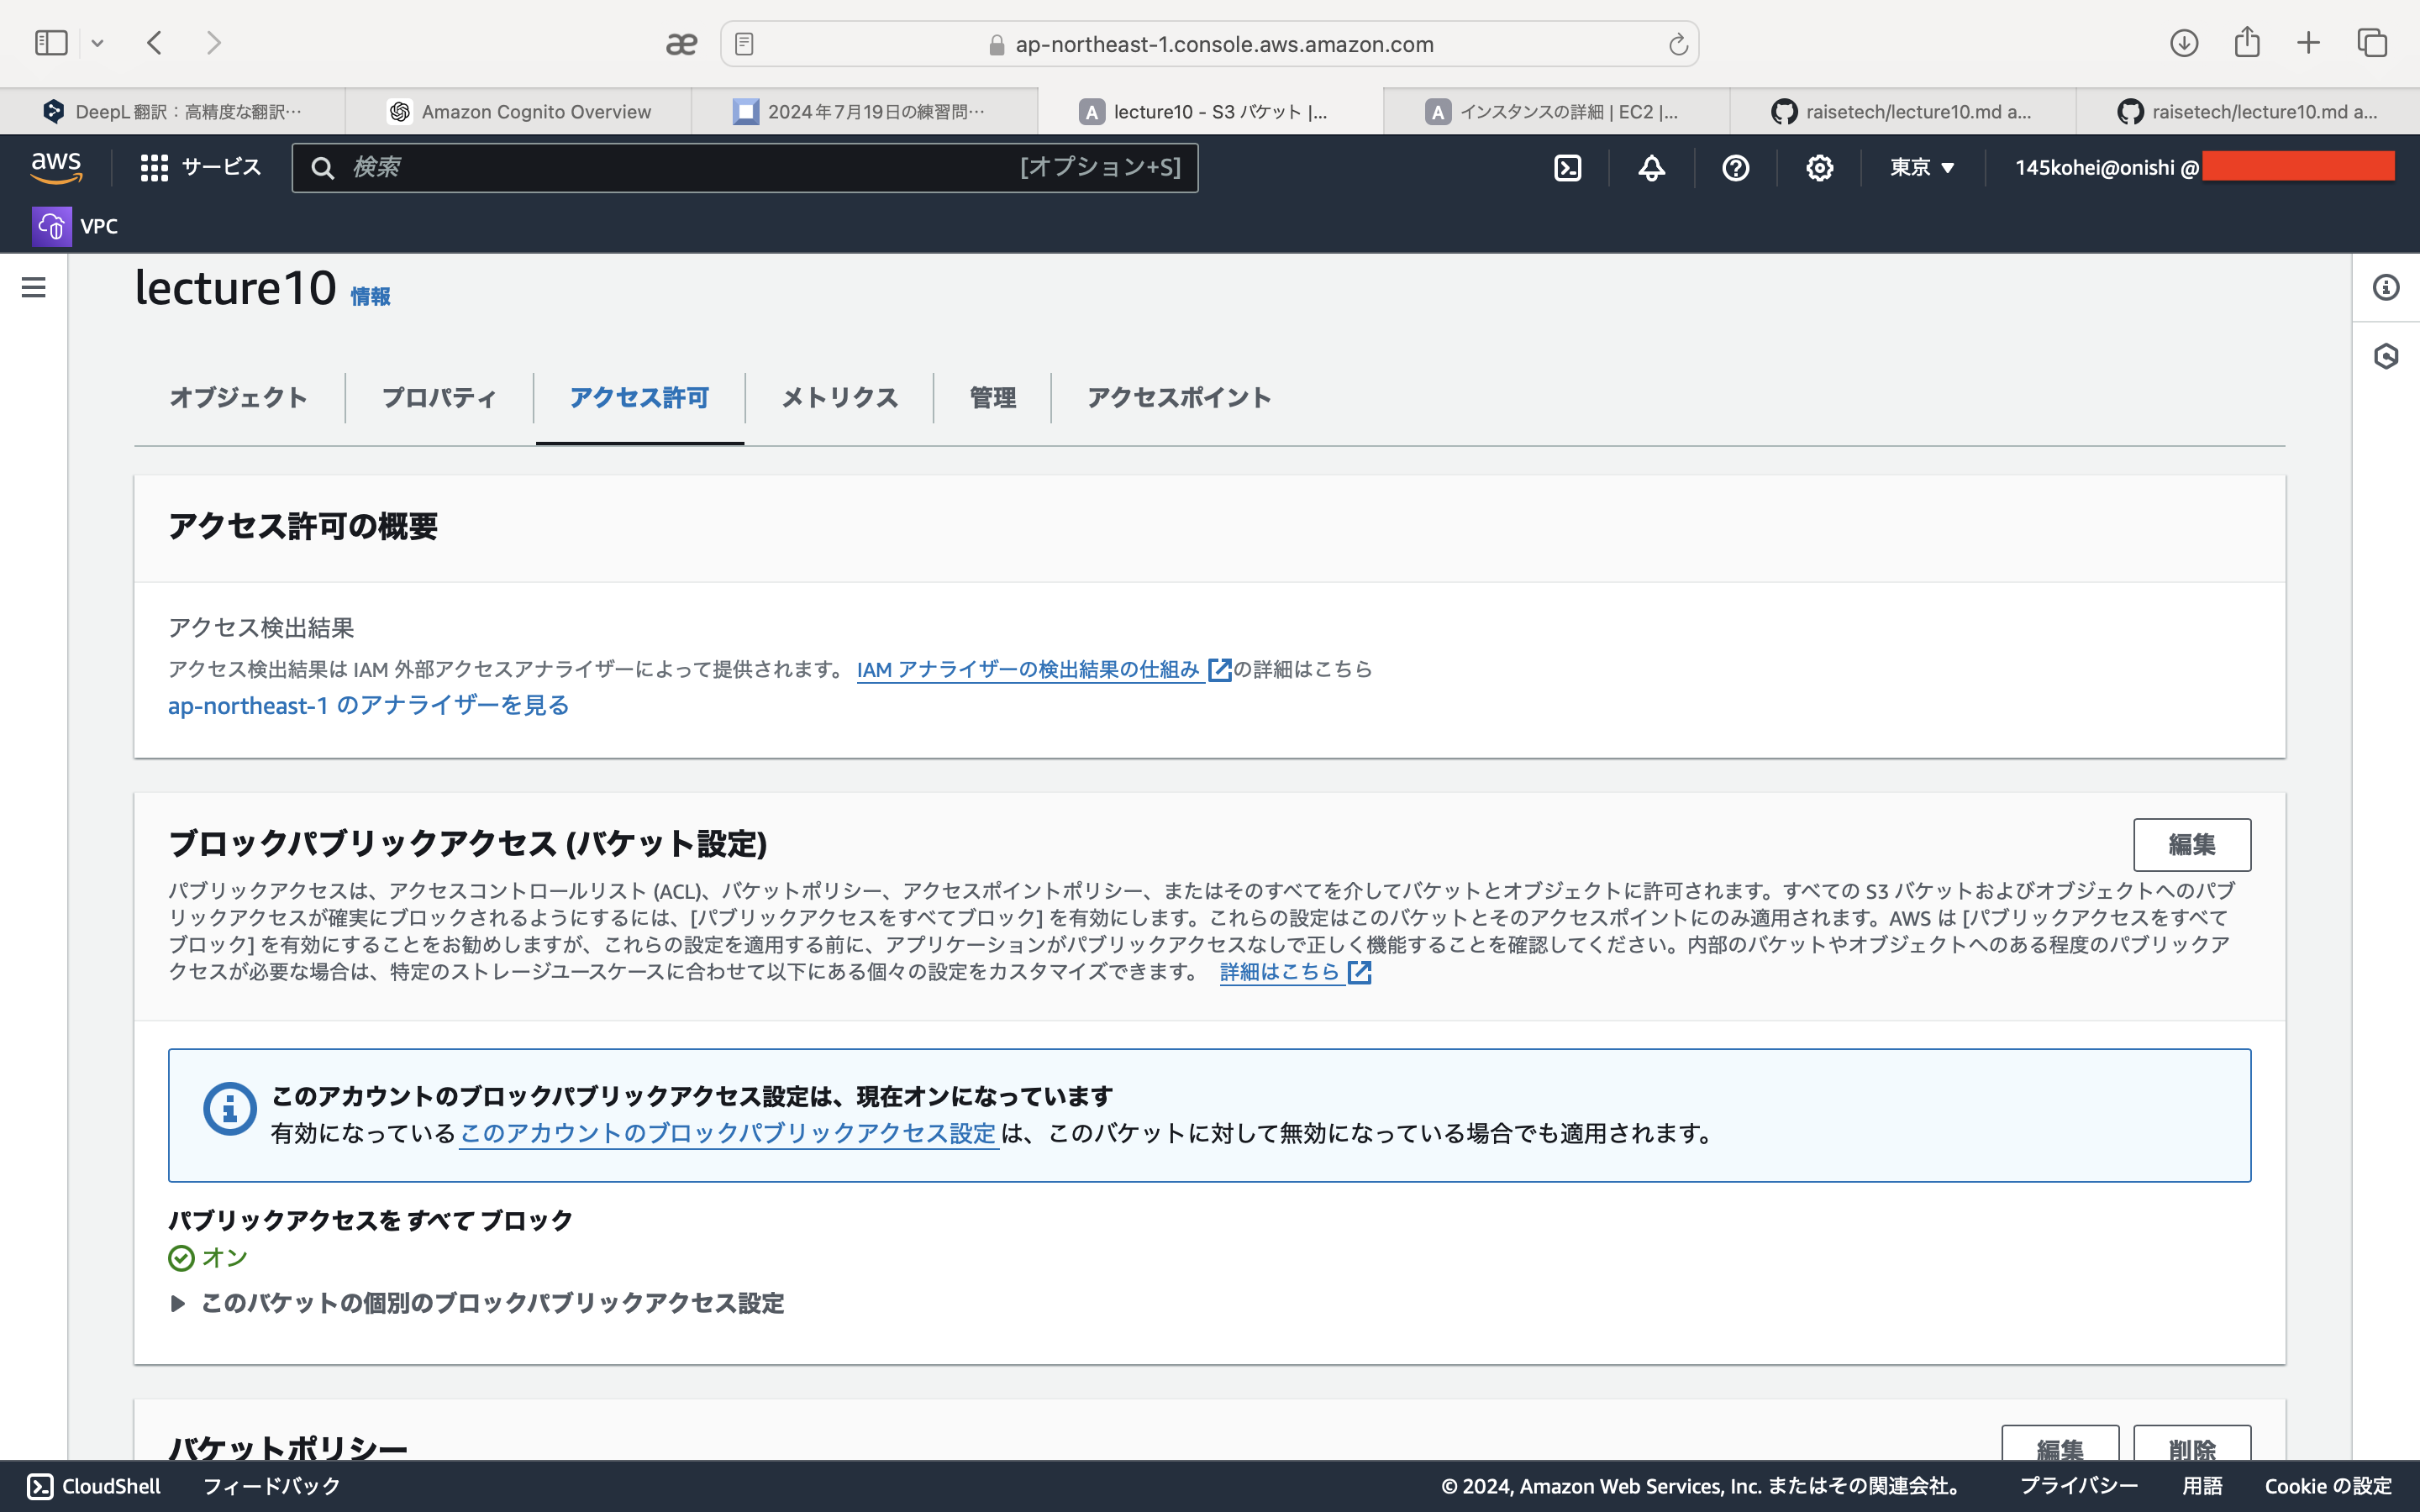 ap-northeast-1.console.aws.amazon.com
DeepL 翻訳：高精度な翻訳…
Amazon Cognito Overview
2024年7月19日の練習問…
lecture10 - S3 バケット |...
インスタンスの詳細 | EC2 |...
raisetech/lecture10.md a...
raisetech/lecture10.md a...
aws
サービス
検索
[オプション+S]
東京 ▼
145kohei@onishi @
VPC
lecture10 情報
オブジェクト
プロパティ
アクセス許可
メトリクス
管理
アクセスポイント
アクセス許可の概要
アクセス検出結果
アクセス検出結果は IAM 外部アクセスアナライザーによって提供されます。 IAM アナライザーの検出結果の仕組み の詳細はこちら
ap-northeast-1 のアナライザーを見る
ブロックパブリックアクセス (バケット設定)
編集
パブリックアクセスは、アクセスコントロールリスト (ACL)、バケットポリシー、アクセスポイントポリシー、またはそのすべてを介してバケットとオブジェクトに許可されます。すべての S3 バケットおよびオブジェクトへのパブ
リックアクセスが確実にブロックされるようにするには、[パブリックアクセスをすべてブロック] を有効にします。これらの設定はこのバケットとそのアクセスポイントにのみ適用されます。AWS は [パブリックアクセスをすべて
ブロック] を有効にすることをお勧めしますが、これらの設定を適用する前に、アプリケーションがパブリックアクセスなしで正しく機能することを確認してください。内部のバケットやオブジェクトへのある程度のパブリックア
クセスが必要な場合は、特定のストレージユースケースに合わせて以下にある個々の設定をカスタマイズできます。 詳細はこちら
このアカウントのブロックパブリックアクセス設定は、現在オンになっています
有効になっているこのアカウントのブロックパブリックアクセス設定は、このバケットに対して無効になっている場合でも適用されます。
パブリックアクセスをすべてブロック
オン
このバケットの個別のブロックパブリックアクセス設定
バケットポリシー
編集
削除
CloudShell
フィードバック
© 2024, Amazon Web Services, Inc. またはその関連会社。
プライバシー
用語
Cookie の設定